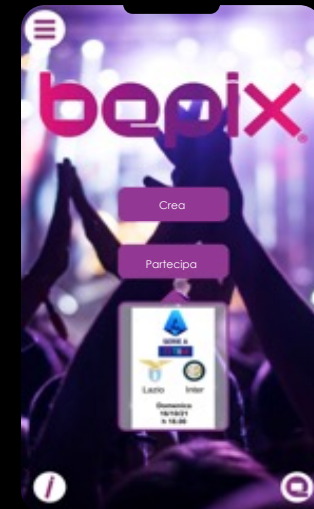 bepix
Crea
Partecipa
SERIE A
Lazio Inter
Domenica
16/10/21
h 18.00